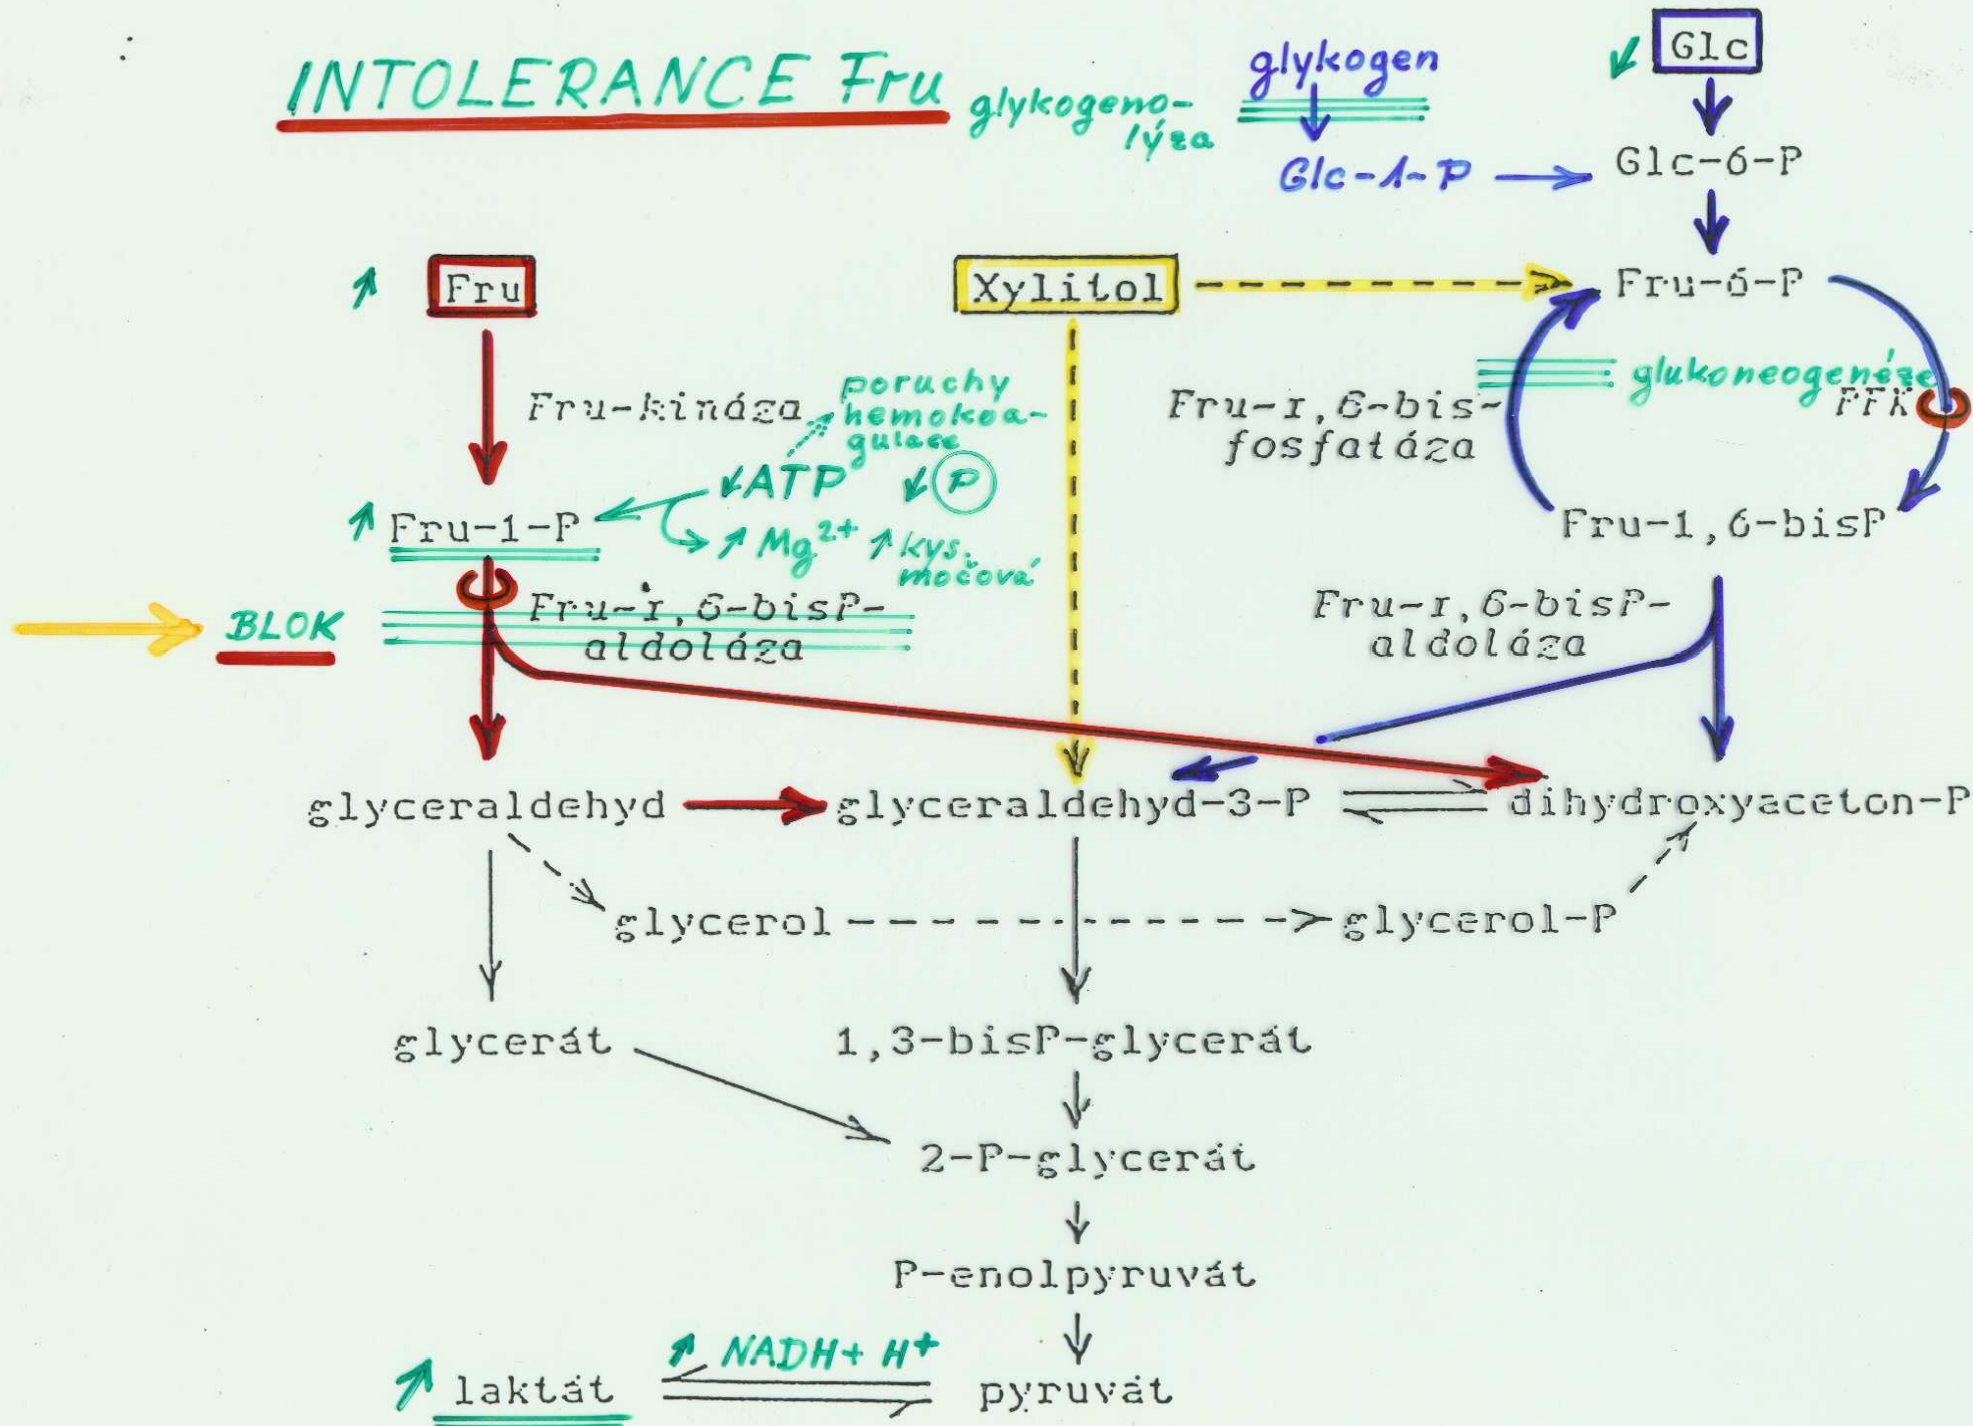 INTOLERANCE Fru
glykogeno-
lýza
glykogen
Glc
Glc-1-P
Glc-6-P
Fru
Xylitol
Fru-6-P
Fru-kináza
poruchy
hemokoa-
gulace
ATP
P
Fru-1,6-bis-
fosfatáza
glukoneogenéze
PFK
Fru-1-P
Mg2+
kys.
močová
Fru-1,6-bisP
BLOK
Fru-1,6-bisP-
aldoláza
Fru-1,6-bisP-
aldoláza
glyceraldehyd
glyceraldehyd-3-P
dihydroxyaceton-P
glycerol
glycerol-P
glycerát
1,3-bisP-glycerát
2-P-glycerát
P-enolpyruvát
NADH+ H+
laktát
pyruvát